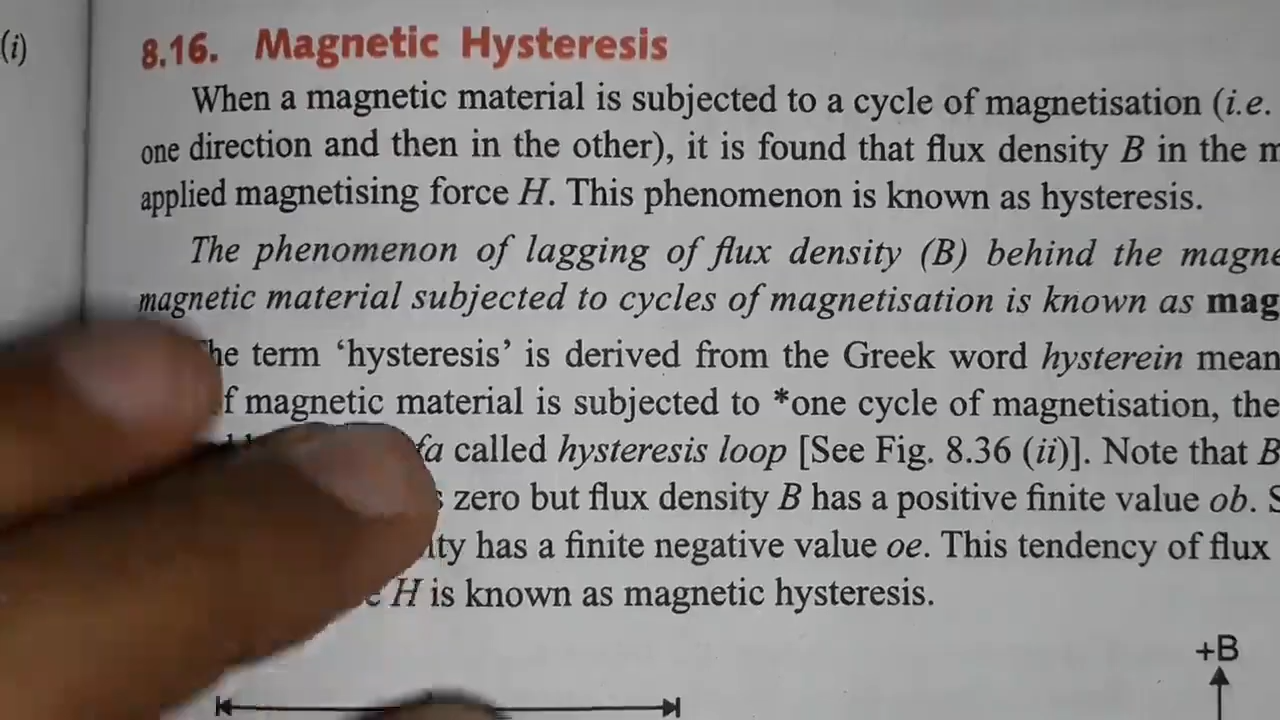 (i)
8.16. Magnetic Hysteresis
When a magnetic material is subjected to a cycle of magnetisation (i.e.
one direction and then in the other), it is found that flux density B in the
applied magnetising force H. This phenomenon is known as hysteresis.
The phenomenon of lagging of flux density (B) behind the
magnetic material subjected to cycles of magnetisation is known as
term ‘hysteresis’ is derived from the Greek word hysterein
magnetic material is subjected to *one cycle of magnetisation, the
called hysteresis loop [See Fig. 8.36 (ii)]. Note that B
zero but flux density B has a positive finite value ob.
has a finite negative value oe. This tendency of flux
H is known as magnetic hysteresis.
+B